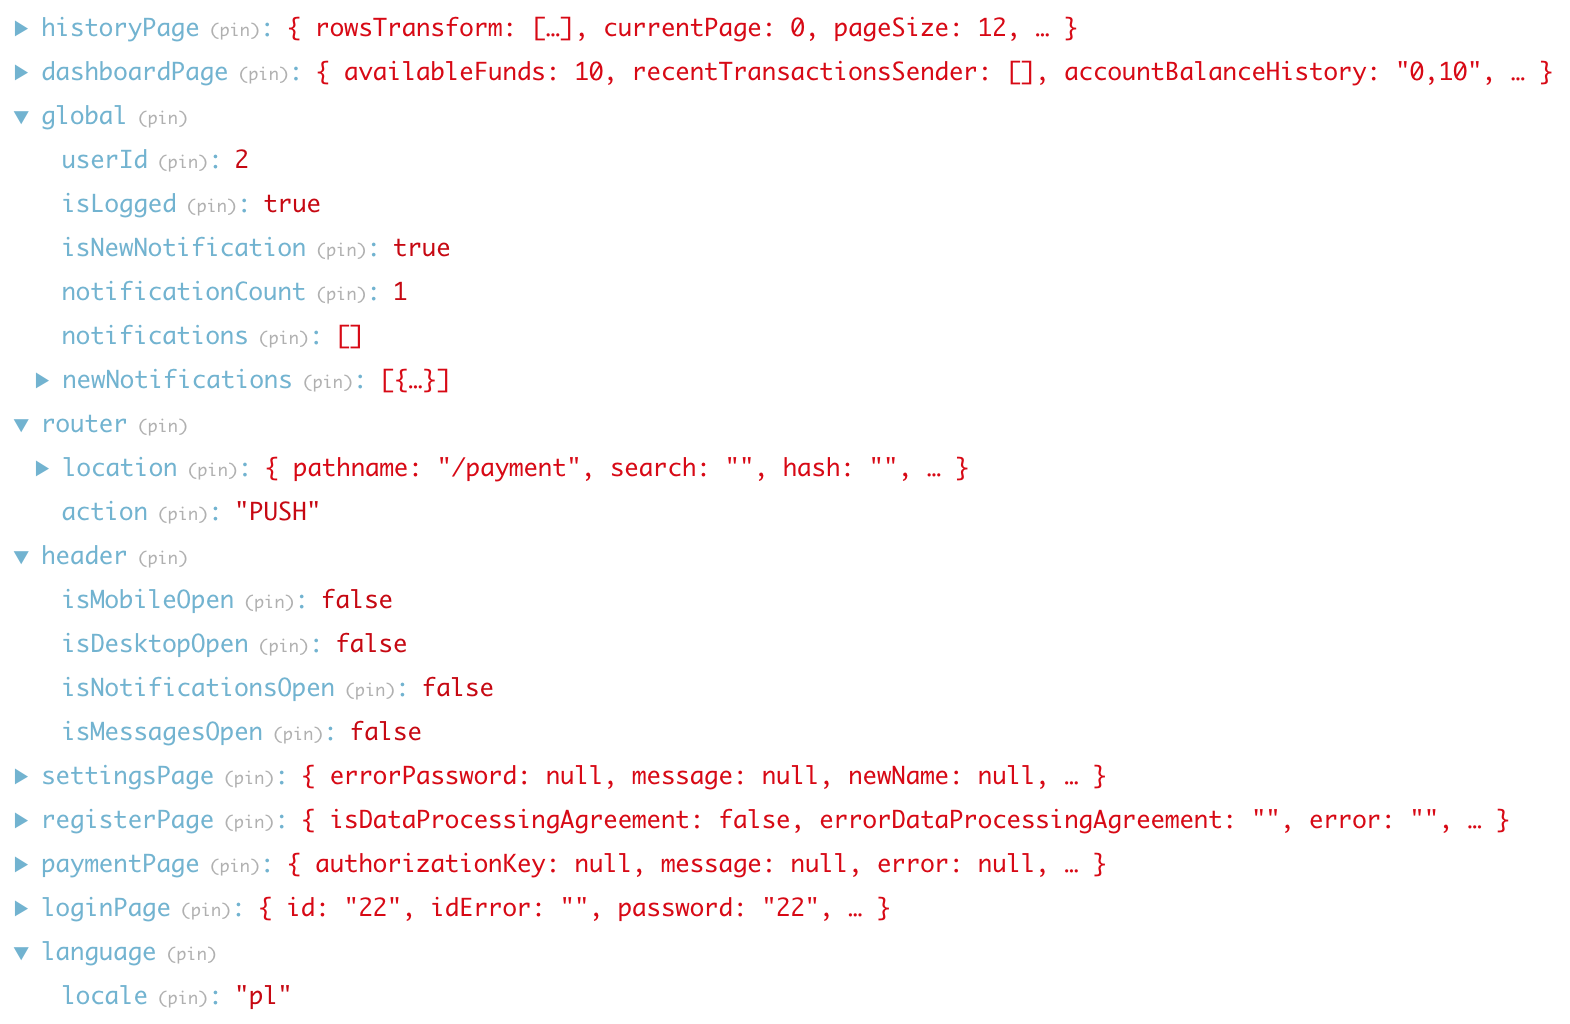 ▶ historyPage (pin): { rowsTransform: […], currentPage: 0, pageSize: 12, … }
▶ dashboardPage (pin): { availableFunds: 10, recentTransactionsSender: [], accountBalanceHistory: "0,10", … }
▼ global (pin)
userId (pin): 2
isLogged (pin): true
isNewNotification (pin): true
notificationCount (pin): 1
notifications (pin): []
▶ newNotifications (pin): [{…}]
▼ router (pin)
▶ location (pin): { pathname: "/payment", search: "", hash: "", … }
action (pin): "PUSH"
▼ header (pin)
isMobileOpen (pin): false
isDesktopOpen (pin): false
isNotificationsOpen (pin): false
isMessagesOpen (pin): false
▶ settingsPage (pin): { errorPassword: null, message: null, newName: null, … }
▶ registerPage (pin): { isDataProcessingAgreement: false, errorDataProcessingAgreement: "", error: "", … }
▶ paymentPage (pin): { authorizationKey: null, message: null, error: null, … }
▶ loginPage (pin): { id: "22", idError: "", password: "22", … }
▼ language (pin)
locale (pin): "pl"